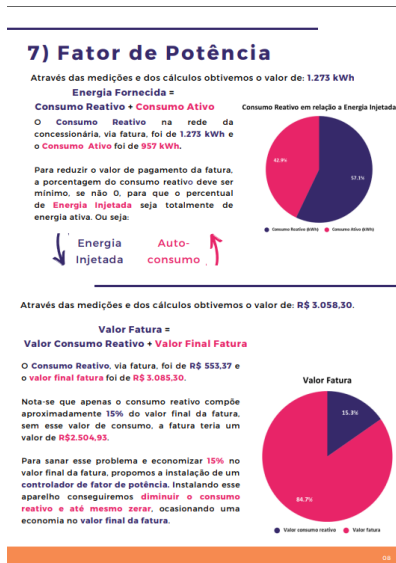 7) Fator de Potência
Através das medições e dos cálculos obtivemos o valor de: 1.273 kWh
Energia Fornecida =
Consumo Reativo + Consumo Ativo
O Consumo Reativo na rede da
concessionária, via fatura, foi de 1.273 kWh e
o Consumo Ativo foi de 957 kWh.
Para reduzir o valor de pagamento da fatura,
a porcentagem do consumo reativo deve ser
mínimo, se não 0, para que o percentual
de Energia Injetada seja totalmente de
energia ativa. Ou seja:
Energia
Injetada
Auto-
consumo
Consumo Reativo em relação a Energia Injetada
42.9%
57.1%
Consumo Reativo (kWh) Consumo Ativo (kWh)
Através das medições e dos cálculos obtivemos o valor de: R$ 3.058,30.
Valor Fatura =
Valor Consumo Reativo + Valor Final Fatura
O Consumo Reativo, via fatura, foi de R$ 553,37 e
o valor final fatura foi de R$ 3.085,30.
Nota-se que apenas o consumo reativo compõe
aproximadamente 15% do valor final da fatura,
sem esse valor de consumo, a fatura teria um
valor de R$2.504,93.
Para sanar esse problema e economizar 15% no
valor final da fatura, propomos a instalação de um
controlador de fator de potência. Instalando esse
aparelho conseguiremos diminuir o consumo
reativo e até mesmo zerar, ocasionando uma
economia no valor final da fatura.
Valor Fatura
15.3%
84.7%
Valor consumo reativo Valor fatura
08